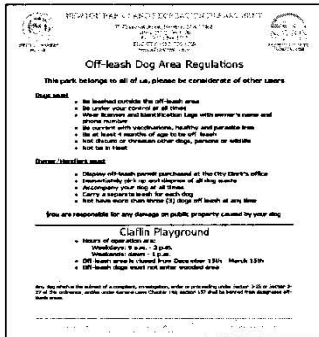 Off-leash Dog Area Regulations
This park belongs to all of us, please be considerate of other users
Dogs must
Be leashed outside the off-leash area
Be under your control at all times
Wear licenses and identification tags with owner's name and
phone number
Be current with vaccinations, healthy and parasite free
Be at least 4 months of age to be off leash
Not disturb or threaten other dogs, persons or wildlife
Not be in heat
Owner/Handlers must
Display off-leash permit purchased at the City Clerk's office
Immediately pick up and dispose of all dog waste
Accompany your dog at all times
Carry a separate leash for each dog
Not have more than three (3) dogs off leash at any time
You are responsible for any damage on public property caused by your dog
Claflin Playground
Hours of operation are:
Weekdays: 9 a.m. - 2 p.m.
Weekends: dawn - 1 p.m.
Off-leash area is closed from December 15th - March 15th
Off-leash dogs must not enter wooded area